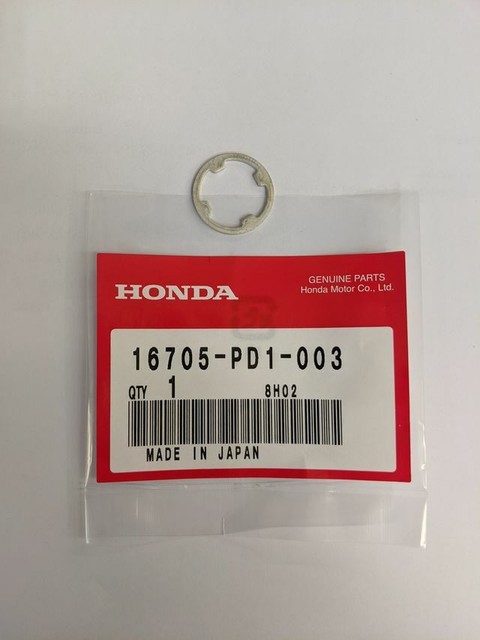 HONDA
GENUINE PARTS
Honda Motor Co., Ltd.
16705-PD1-003
QTY 1 8H02
MADE IN JAPAN